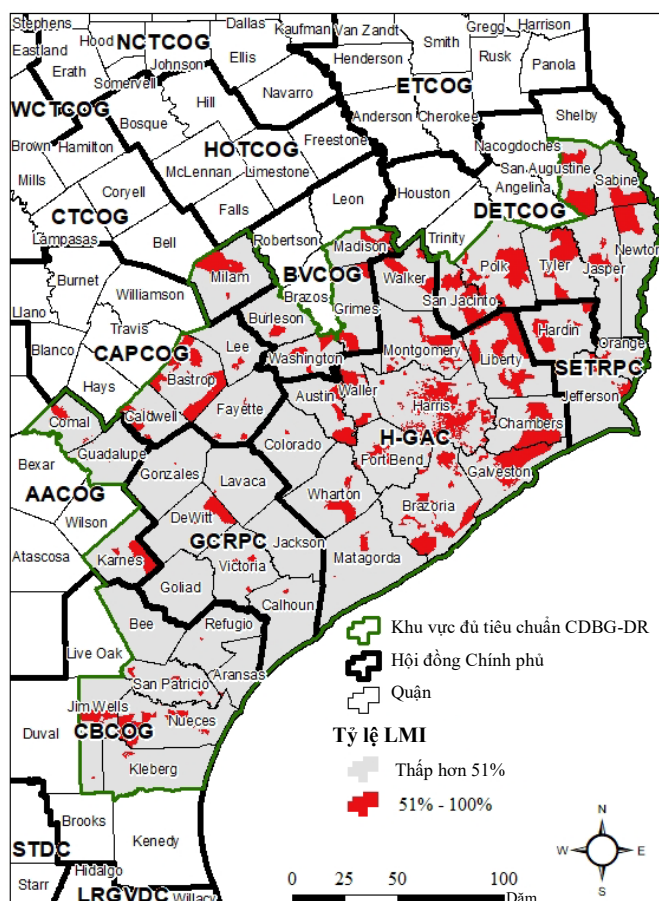 Stephens
Hood
NCTCOG
Dallas
Kaufman
Van Zandt
Gregg
Harrison
Eastland
Erath
Johnson
Ellis
Henderson
Smith
Rusk
Somervell
Navarro
ETCOG
Panola
WCTCOG
Bosque
Hill
Anderson
Cherokee
Shelby
Brown
Hamilton
HOTCOG
Freestone
Nacogdoches
Mills
McLennan
Limestone
San Augustine
Sabine
Coryell
Leon
Houston
Angelina
CTCOG
Falls
DETCOG
Lampasas
Bell
Robertson
Madison
Trinity
Newton
Burnet
Milam
BVCOG
Walker
Polk
Tyler
Jasper
Williamson
Brazos
Grimes
San Jacinto
Llano
Travis
Burleson
Hardin
Blanco
CAPCOG
Lee
Washington
Montgomery
Liberty
Orange
Hays
Bastrop
Austin
Waller
SETRPC
Caldwell
Fayette
Harris
Jefferson
Comal
Chambers
Guadalupe
Colorado
H-GAC
Bexar
Gonzales
Fort Bend
Galveston
AACOG
Lavaca
Wharton
Wilson
DeWitt
Brazoria
Atascosa
GCRPC
Jackson
Karnes
Victoria
Matagorda
Goliad
Calhoun
Bee
Refugio
Live Oak
Aransas
San Patricio
Jim Wells
Nueces
Duval
CBCOG
Kleberg
Brooks
Kenedy
STDC
Hidalgo
Starr
LRGVDC
Willacy
Khu vực đủ tiêu chuẩn CDBG-DR
Hội đồng Chính phủ
Quận
Tỷ lệ LMI
Thấp hơn 51%
51% - 100%
N
W
E
S
0 25 50 100
Dặm